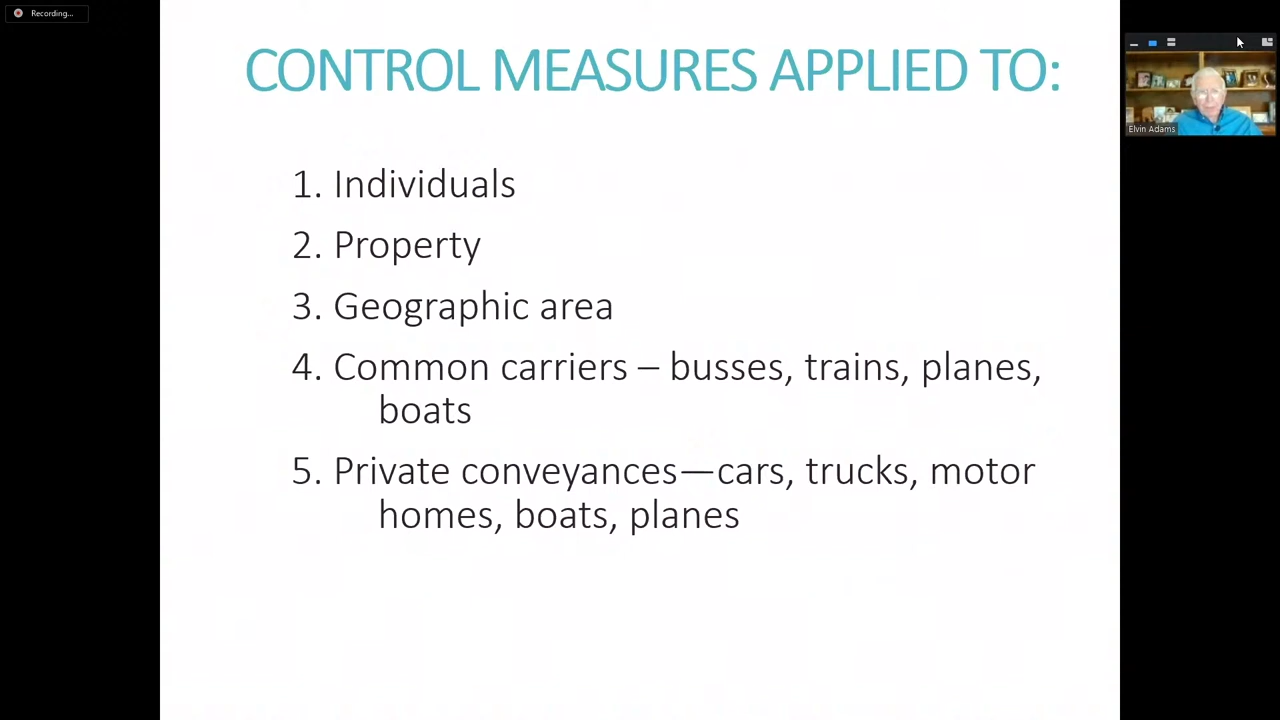 Recording...
CONTROL MEASURES APPLIED TO:
1. Individuals
2. Property
3. Geographic area
4. Common carriers – busses, trains, planes,
boats
5. Private conveyances—cars, trucks, motor
homes, boats, planes
Elvin Adams